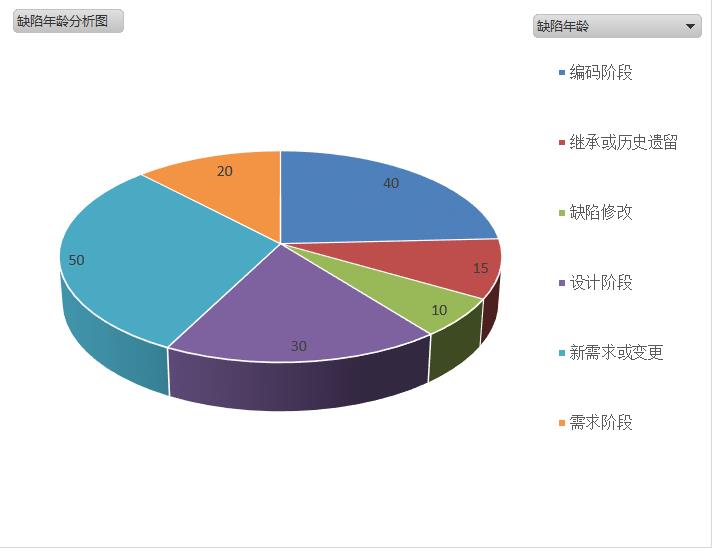 缺陷年龄分析图
缺陷年龄
编码阶段
继承或历史遗留
缺陷修改
设计阶段
新需求或变更
需求阶段
20
40
50
15
10
30